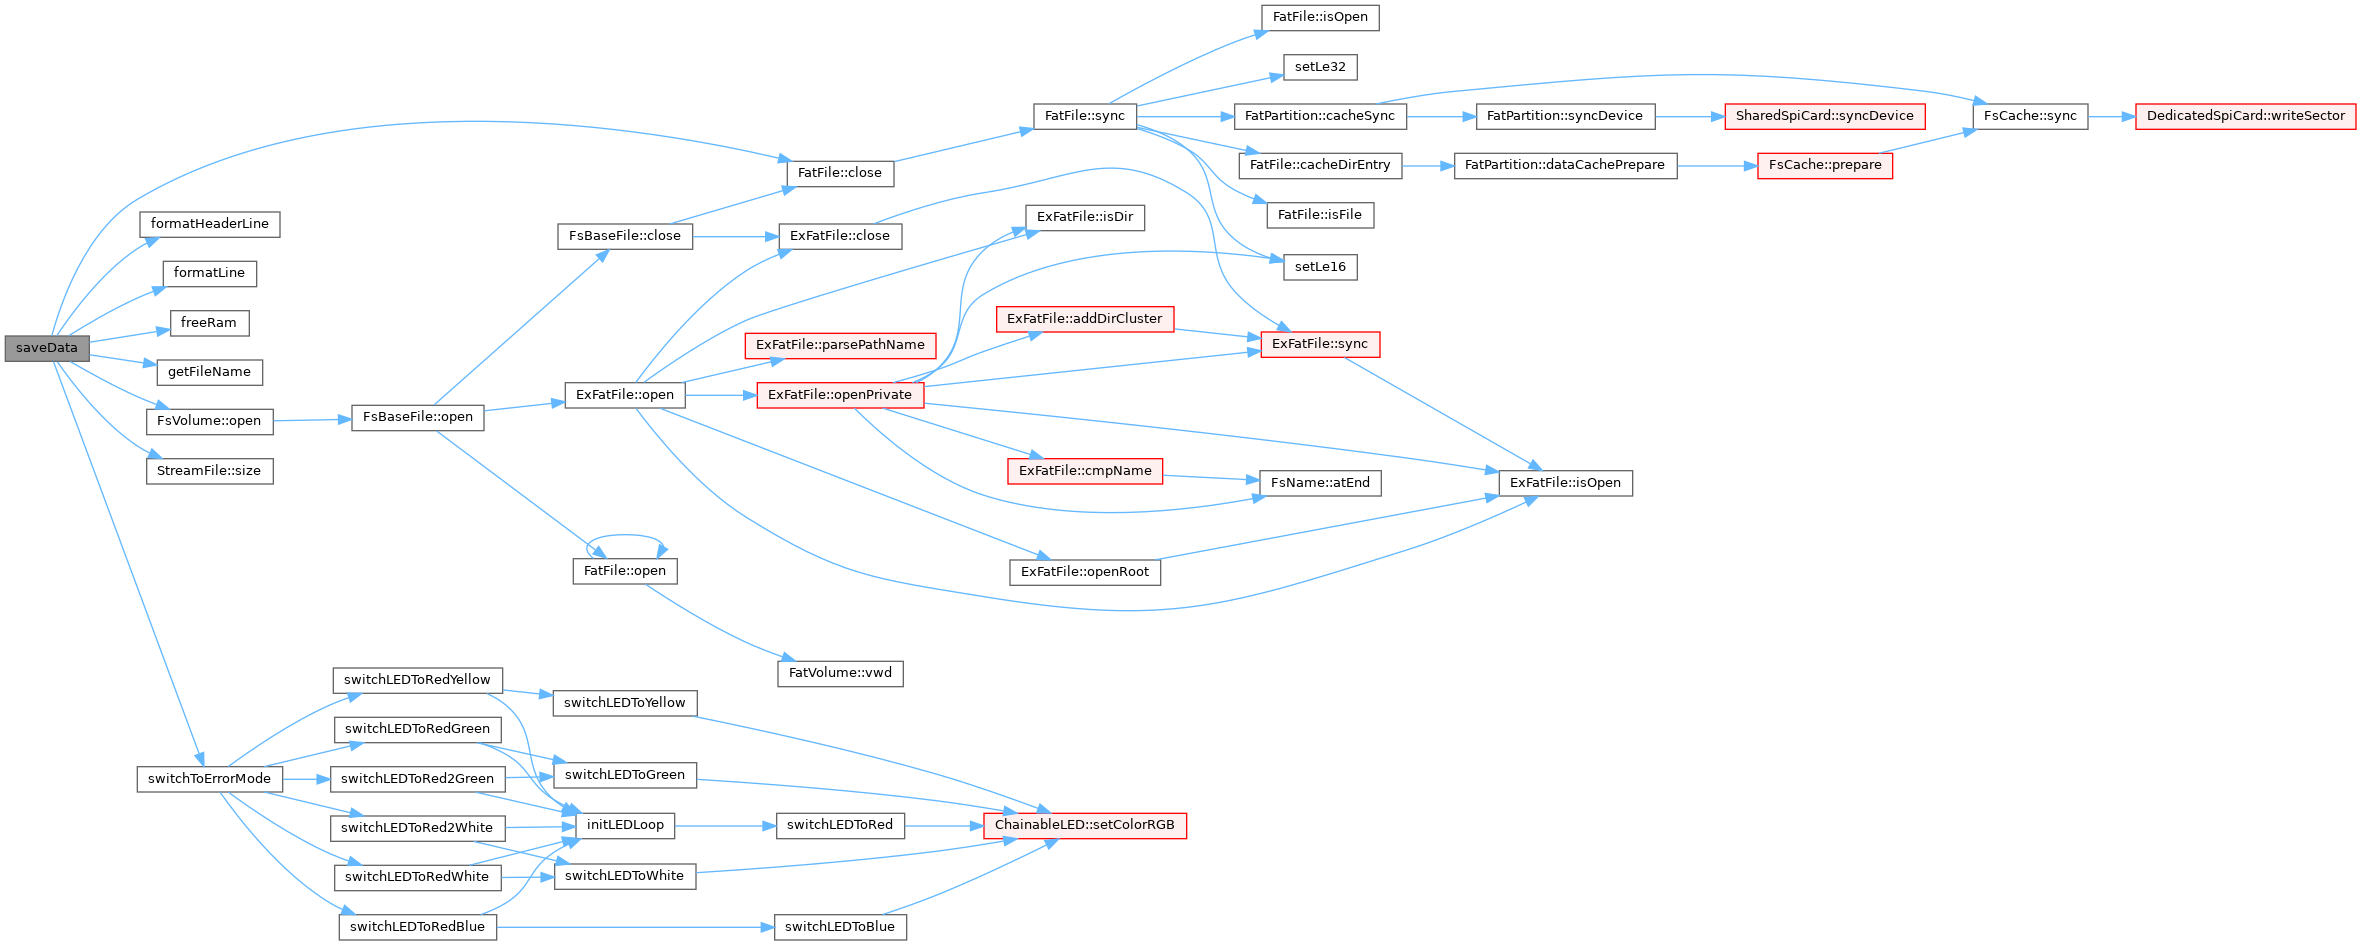 saveData
formatHeaderLine
formatLine
freeRam
getFileName
FsVolume::open
StreamFile::size
switchToErrorMode
FsBaseFile::open
switchLEDToRedYellow
switchLEDToRedGreen
switchLEDToRed2Green
switchLEDToRed2White
switchLEDToRedWhite
switchLEDToRedBlue
FsBaseFile::close
ExFatFile::open
FatFile::open
switchLEDToYellow
switchLEDToGreen
initLEDLoop
switchLEDToWhite
FatFile::close
ExFatFile::close
ExFatFile::parsePathName
ExFatFile::openPrivate
FatVolume::vwd
switchLEDToRed
switchLEDToBlue
FatFile::sync
ExFatFile::isDir
ExFatFile::addDirCluster
ExFatFile::cmpName
ExFatFile::openRoot
ChainableLED::setColorRGB
FatFile::isOpen
setLe32
FatPartition::cacheSync
FatFile::cacheDirEntry
FatFile::isFile
setLe16
ExFatFile::sync
FsName::atEnd
FatPartition::syncDevice
FatPartition::dataCachePrepare
ExFatFile::isOpen
SharedSpiCard::syncDevice
FsCache::prepare
FsCache::sync
DedicatedSpiCard::writeSector